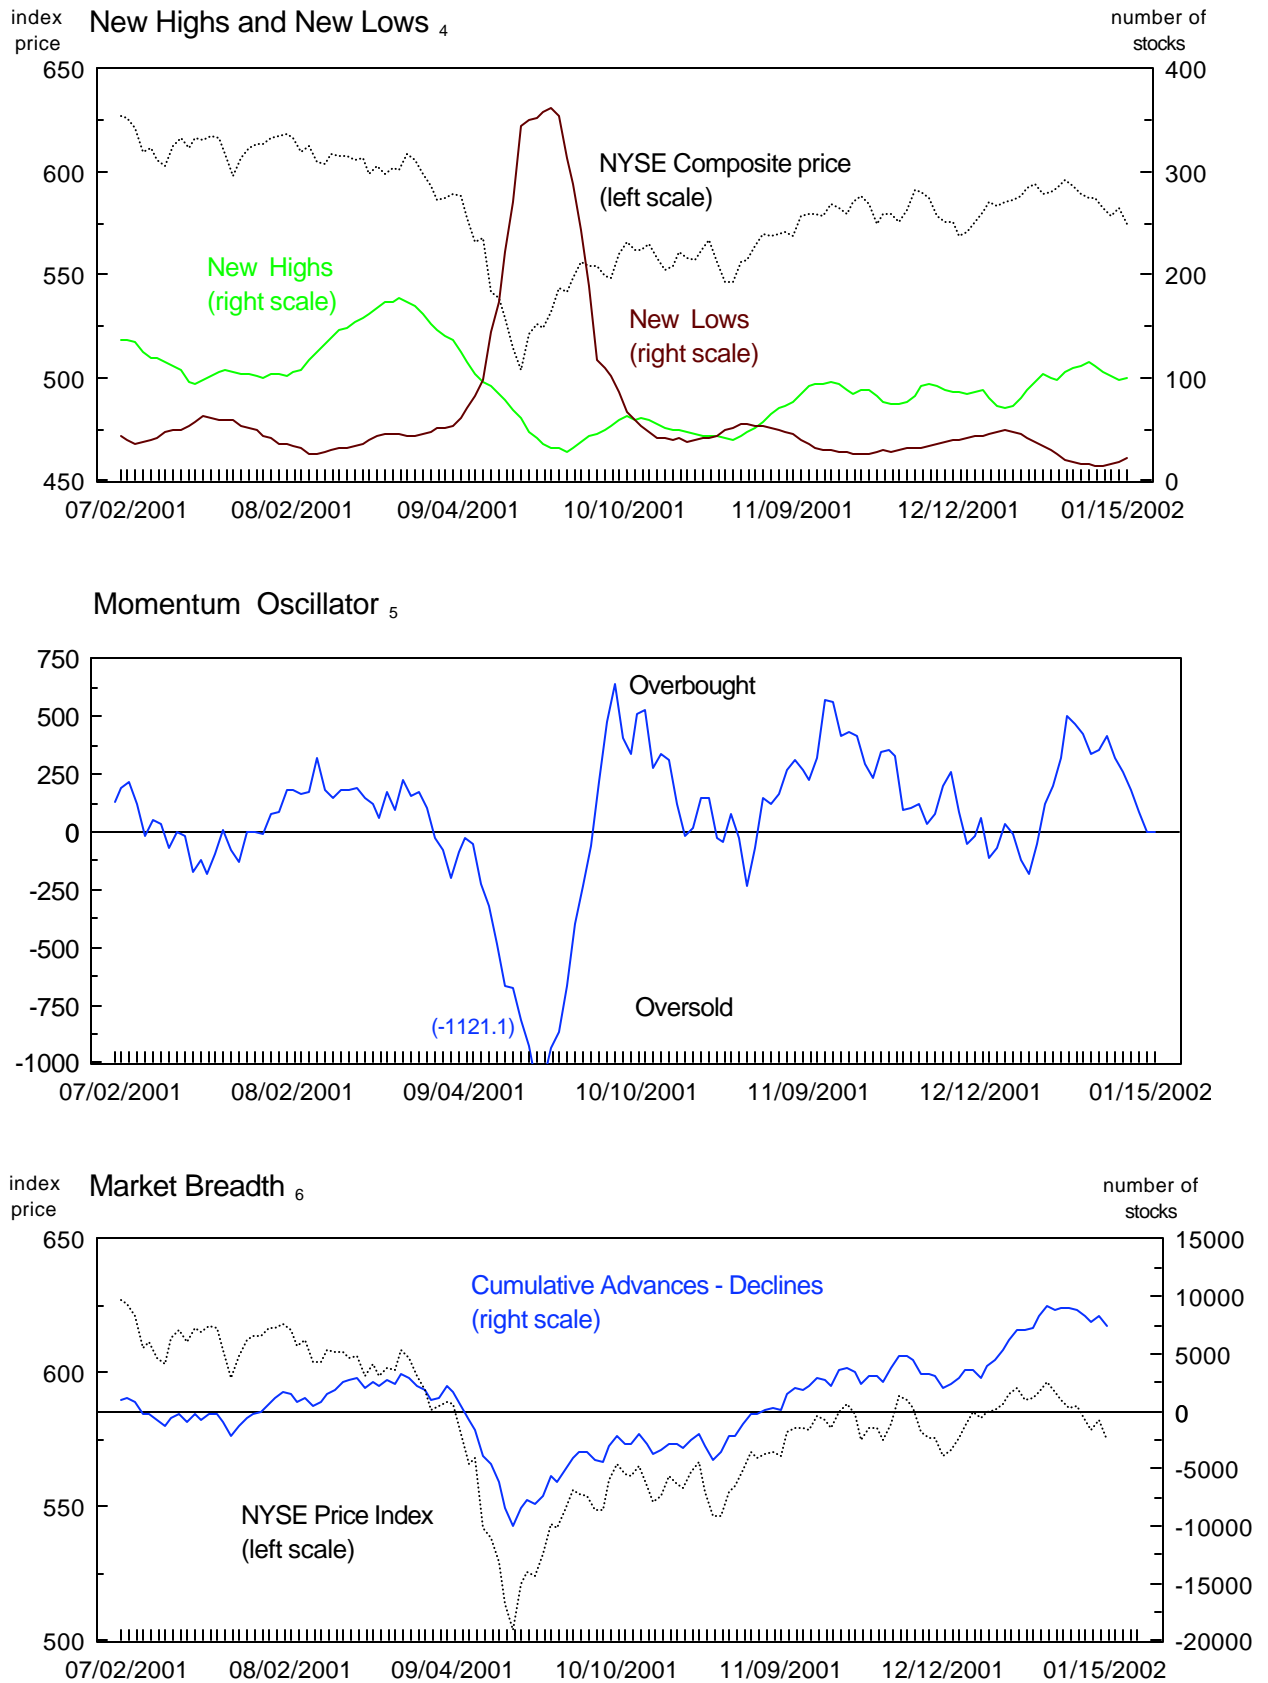 index
price
New Highs and New Lows 4
number of
stocks
650
400
NYSE Composite price
(left scale)
600
300
New Highs
(right scale)
550
200
New Lows
(right scale)
500
100
450
0
07/02/2001 08/02/2001 09/04/2001 10/10/2001 11/09/2001 12/12/2001 01/15/2002
Momentum Oscillator 5
750
Overbought
500
250
0
-250
-500
-750
Oversold
(-1121.1)
-1000
07/02/2001 08/02/2001 09/04/2001 10/10/2001 11/09/2001 12/12/2001 01/15/2002
index
price
Market Breadth 6
number of
stocks
650
15000
Cumulative Advances - Declines
(right scale)
10000
600
5000
0
-5000
550
NYSE Price Index
(left scale)
-10000
-15000
500
-20000
07/02/2001 08/02/2001 09/04/2001 10/10/2001 11/09/2001 12/12/2001 01/15/2002